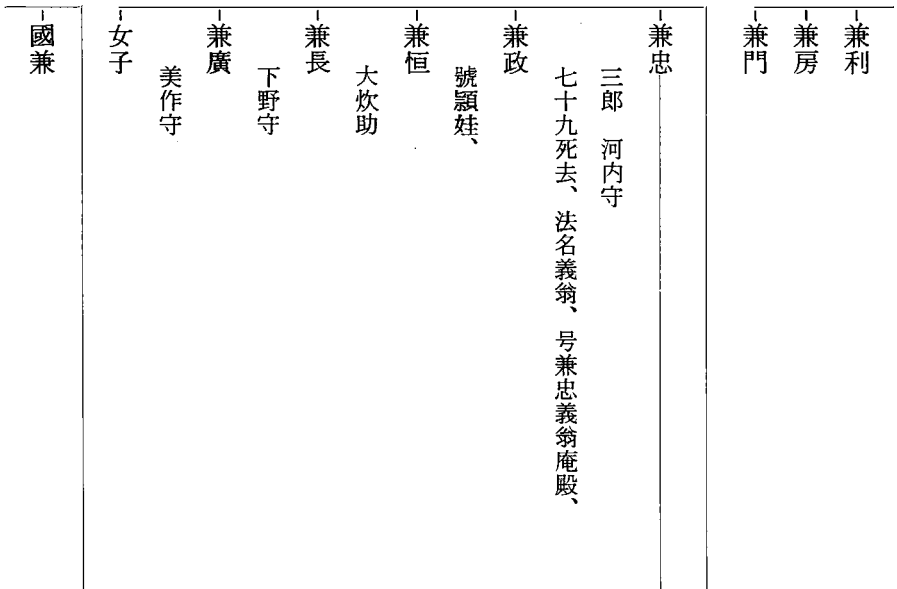 兼利
兼房
兼門
兼忠
三郎　河内守
七十九死去、法名義翁、号兼忠義翁庵殿、
兼政
號頴娃、
兼恒
大炊助
兼長
下野守
兼廣
美作守
女子
國兼